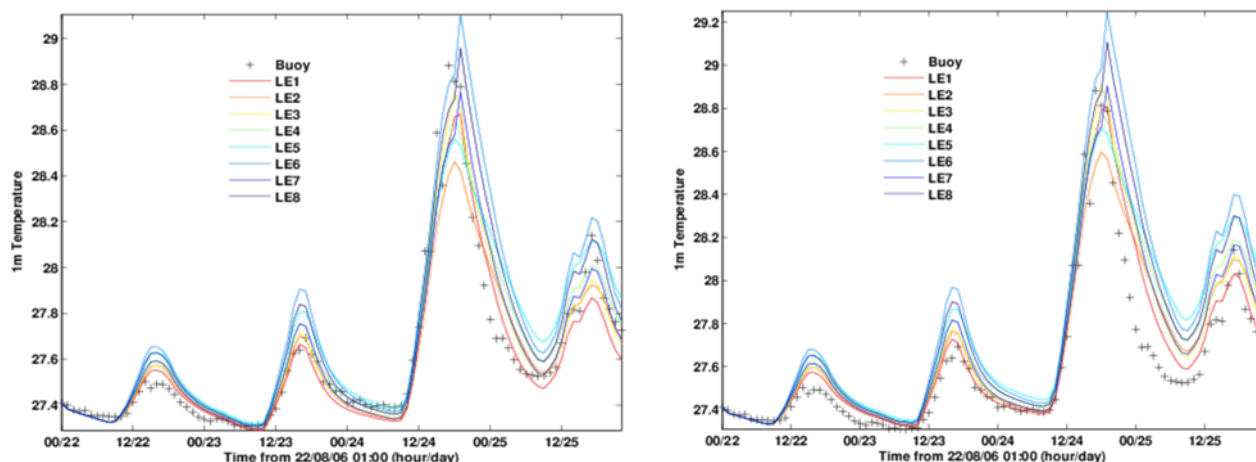 29
28.8
28.6
28.4
28.2
28
27.8
27.6
27.4
1m Temperature
Buoy
LE1
LE2
LE3
LE4
LE5
LE6
LE7
LE8
00/22 12/22 00/23 12/23 00/24 12/24 00/25 12/25
Time from 22/08/06 01:00 (hour/day)
29.2
29
28.8
28.6
28.4
28.2
28
27.8
27.6
27.4
1m Temperature
Buoy
LE1
LE2
LE3
LE4
LE5
LE6
LE7
LE8
00/22 12/22 00/23 12/23 00/24 12/24 00/25 12/25
Time from 22/08/06 01:00 (hour/day)